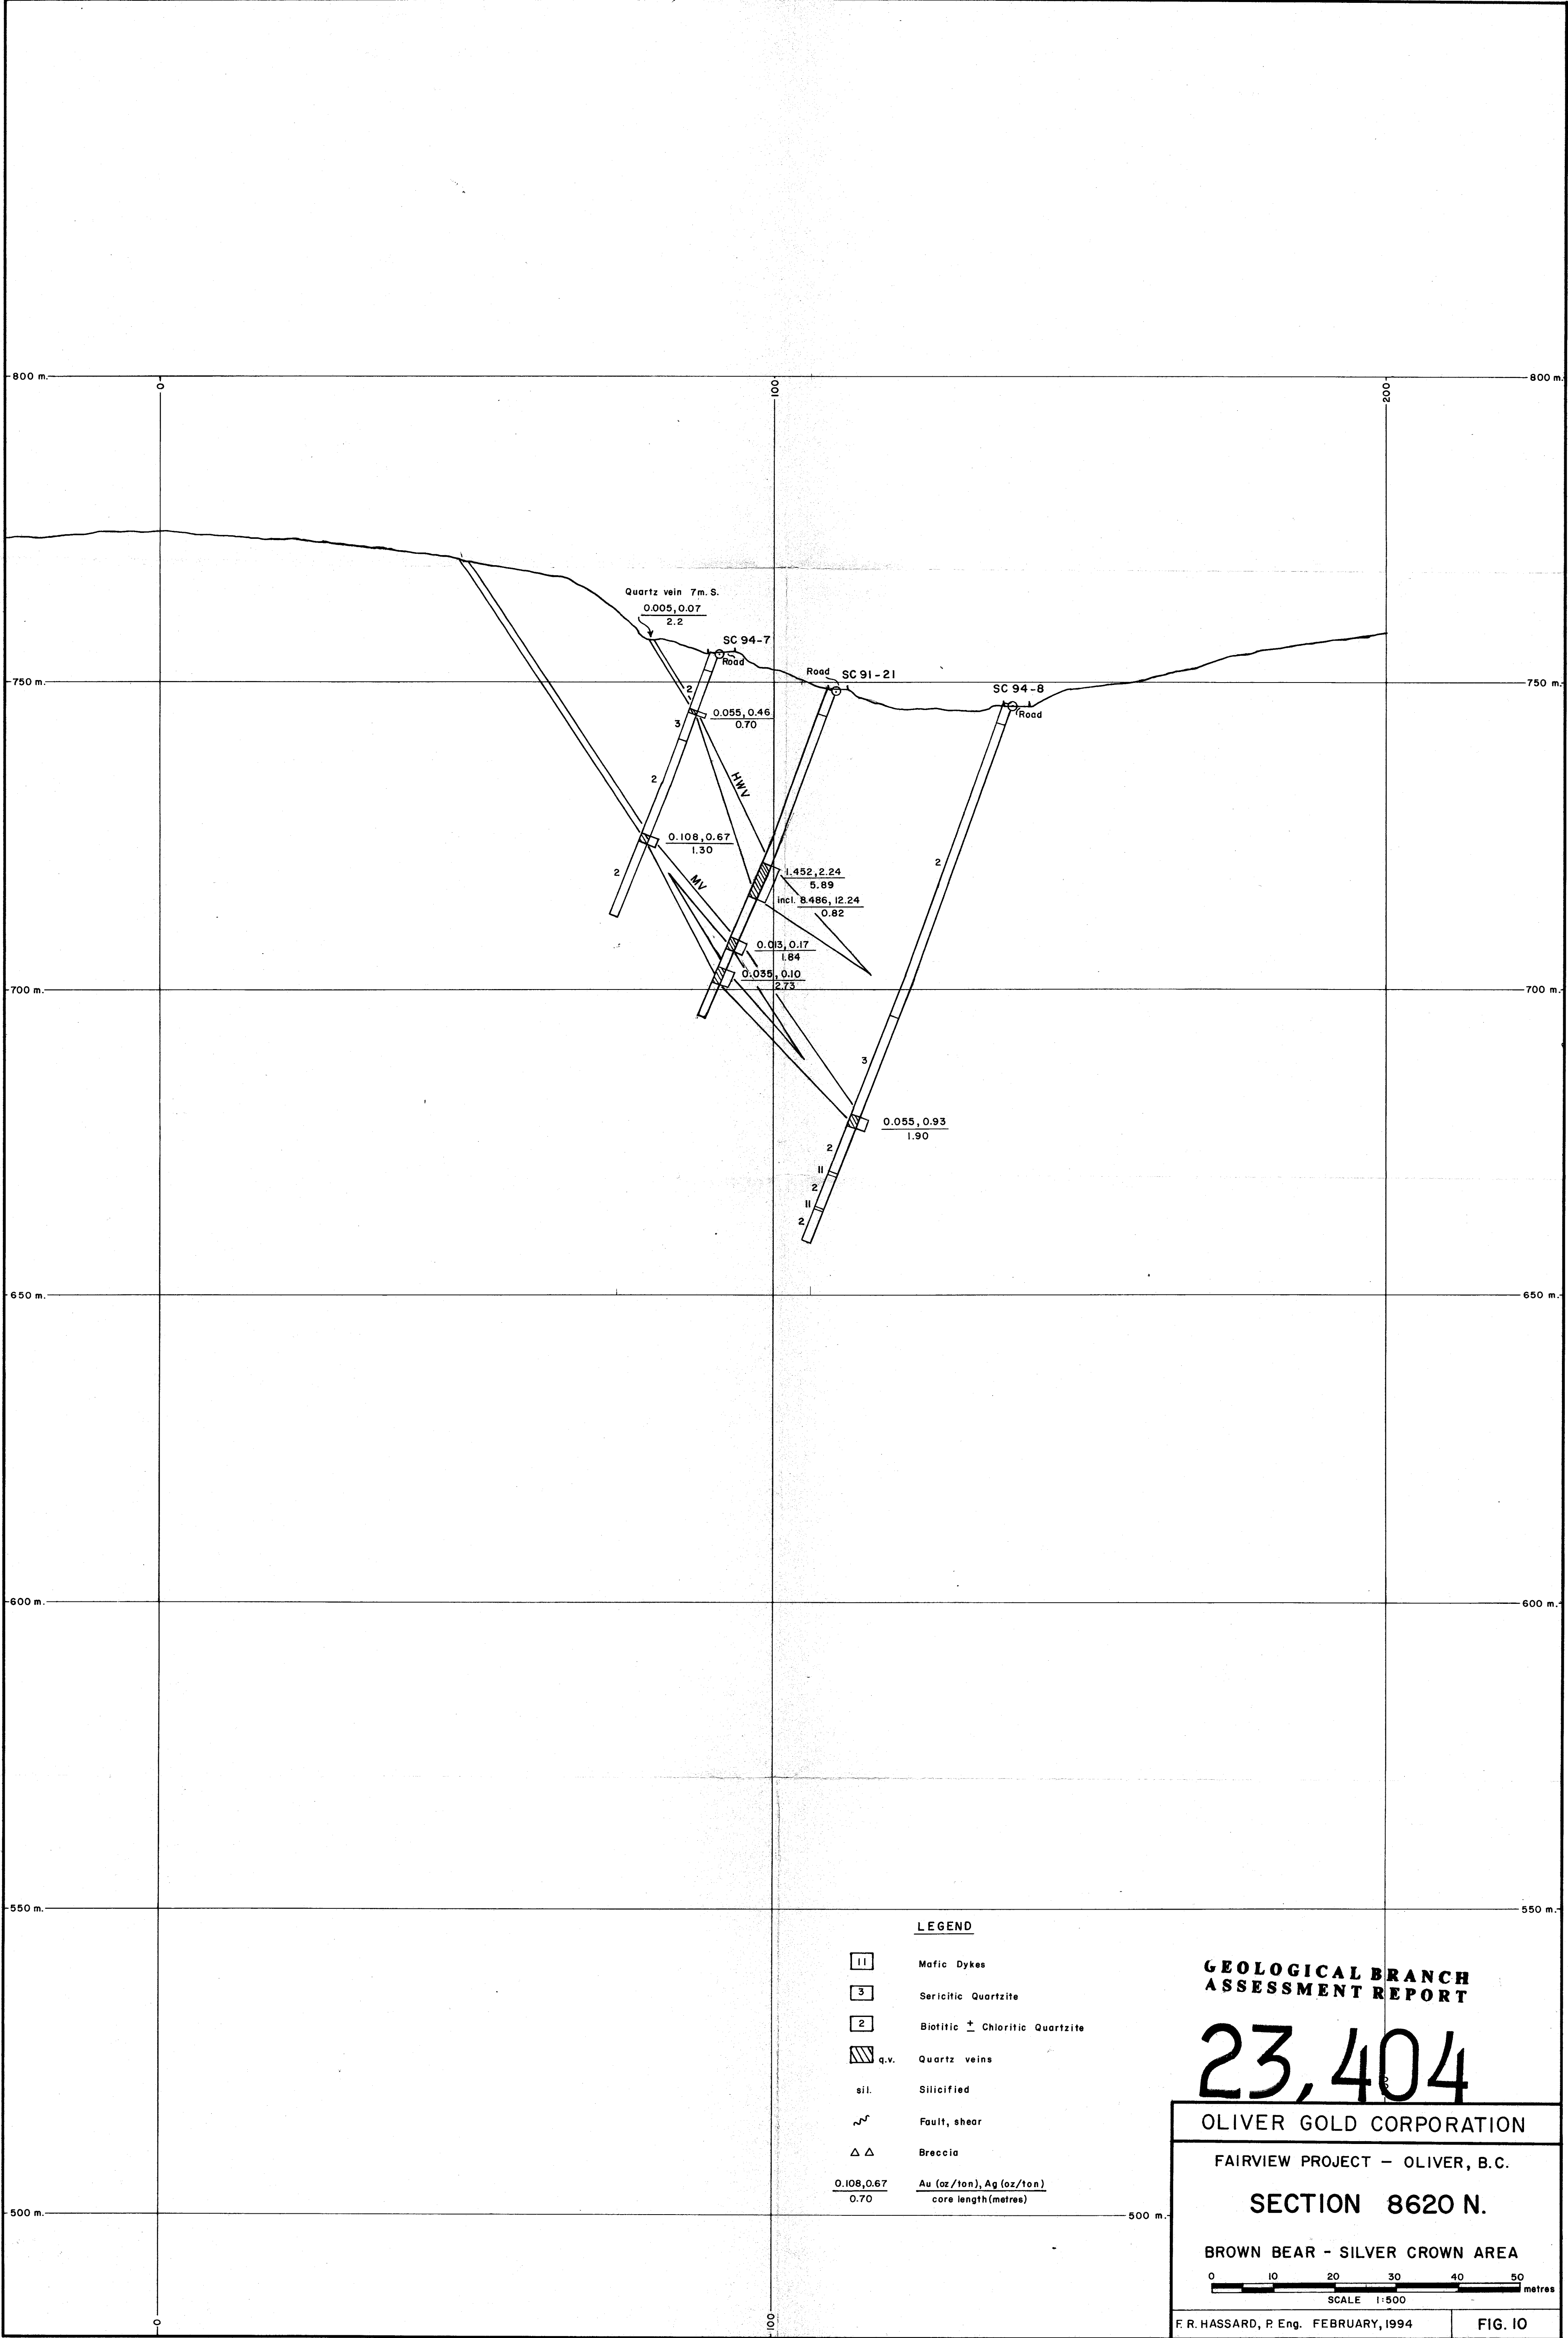 800 m.
0
100
200
800 m.
Quartz vein 7m. S.
0.005, 0.07
2.2
SC 94-7
Road
Road
SC 91-21
SC 94-8
Road
750 m.
750 m.
2
3
0.055, 0.46
0.70
2
HWV
0.108, 0.67
1.30
2
MV
2
1.452, 2.24
5.89
incl. 8.486, 12.24
0.82
0.013, 0.17
1.84
0.035, 0.10
2.73
700 m.
700 m.
3
0.055, 0.93
1.90
2
11
2
11
2
650 m.
650 m.
600 m.
600 m.
550 m.
550 m.
LEGEND
11 Mafic Dykes
3 Sericitic Quartzite
2 Biotitic ± Chloritic Quartzite
q.v. Quartz veins
sil. Silicified
Fault, shear
△ △ Breccia
0.108,0.67 Au (oz/ton), Ag (oz/ton)
0.70 core length (metres)
500 m.
500 m.
0
100
GEOLOGICAL BRANCH
ASSESSMENT REPORT
23,404
OLIVER GOLD CORPORATION
FAIRVIEW PROJECT - OLIVER, B.C.
SECTION 8620 N.
BROWN BEAR - SILVER CROWN AREA
0 10 20 30 40 50
metres
SCALE 1:500
F. R. HASSARD, P. Eng. FEBRUARY, 1994
FIG. 10